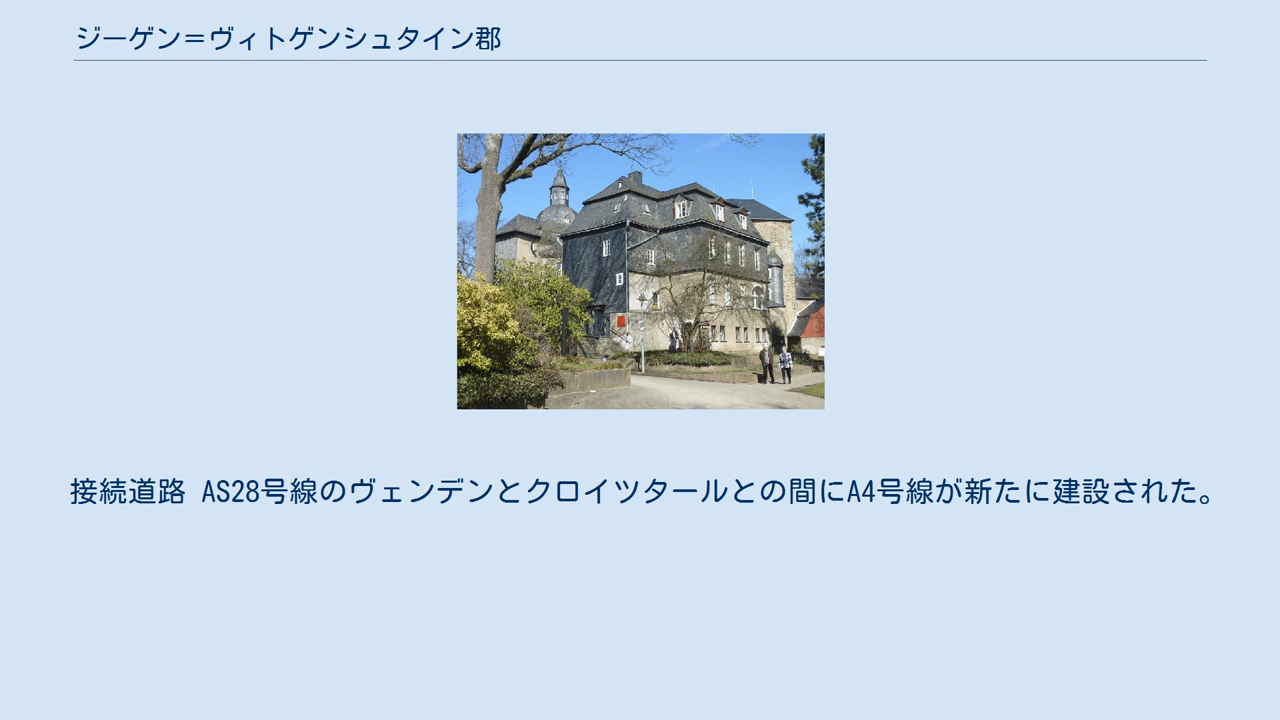 ジーゲン＝ヴィトゲンシュタイン郡
接続道路 AS28号線のヴェンデンとクロイツタールとの間にA4号線が新たに建設された。